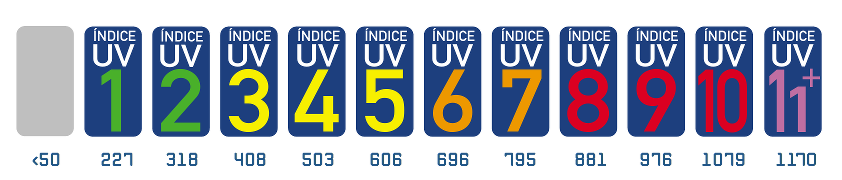 ÍNDICE ÍNDICE ÍNDICE ÍNDICE ÍNDICE ÍNDICE ÍNDICE ÍNDICE ÍNDICE ÍNDICE ÍNDICE
UV UV UV UV UV UV UV UV UV UV UV
1 2 3 4 5 6 7 8 9 10 11+
<50 227 318 408 503 606 696 795 881 976 1079 1170